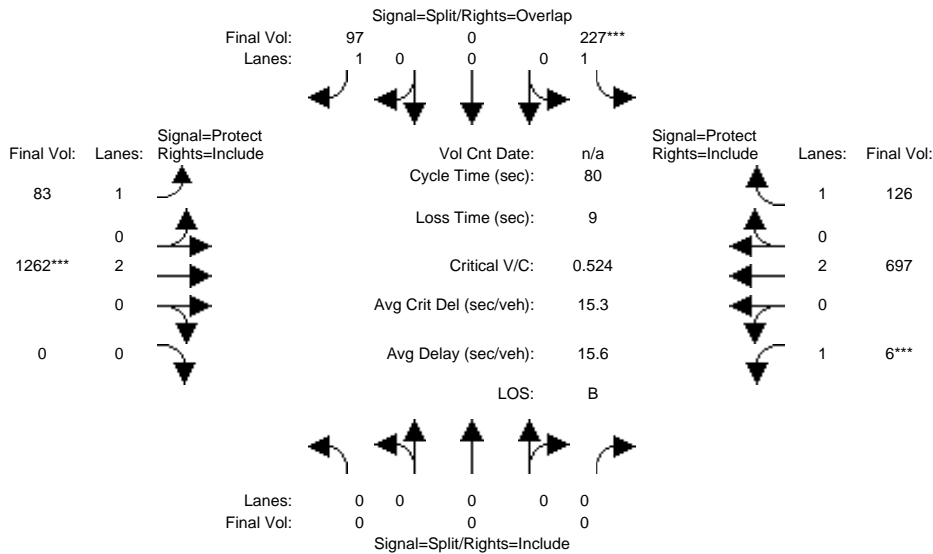 Signal=Split/Rights=Overlap
Final Vol: 97 0 227***
Lanes: 1 0 0 0 1
Signal=Protect Signal=Protect
Final Vol: Lanes: Rights=Include Vol Cnt Date: n/a Rights=Include Lanes: Final Vol:
Cycle Time (sec): 80
83 1 1 126
Loss Time (sec): 9
0 0
1262*** 2 Critical V/C: 0.524 2 697
0 Avg Crit Del (sec/veh): 15.3 0
0 0 Avg Delay (sec/veh): 15.6 1 6***
LOS: B
Lanes: 0 0 0 0 0
Final Vol: 0 0 0
Signal=Split/Rights=Include